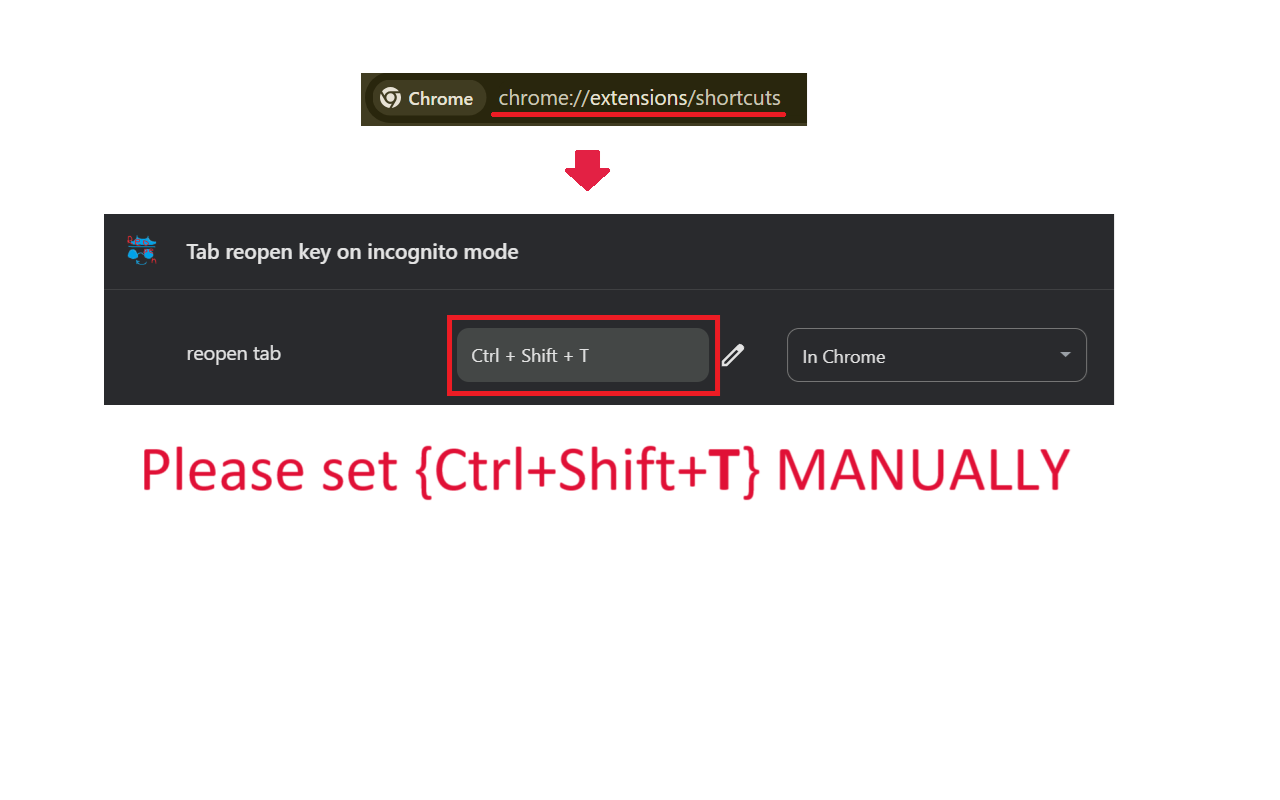 Chrome chrome://extensions/shortcuts
Tab reopen key on incognito mode
reopen tab Ctrl + Shift + T In Chrome
Please set {Ctrl+Shift+T} MANUALLY